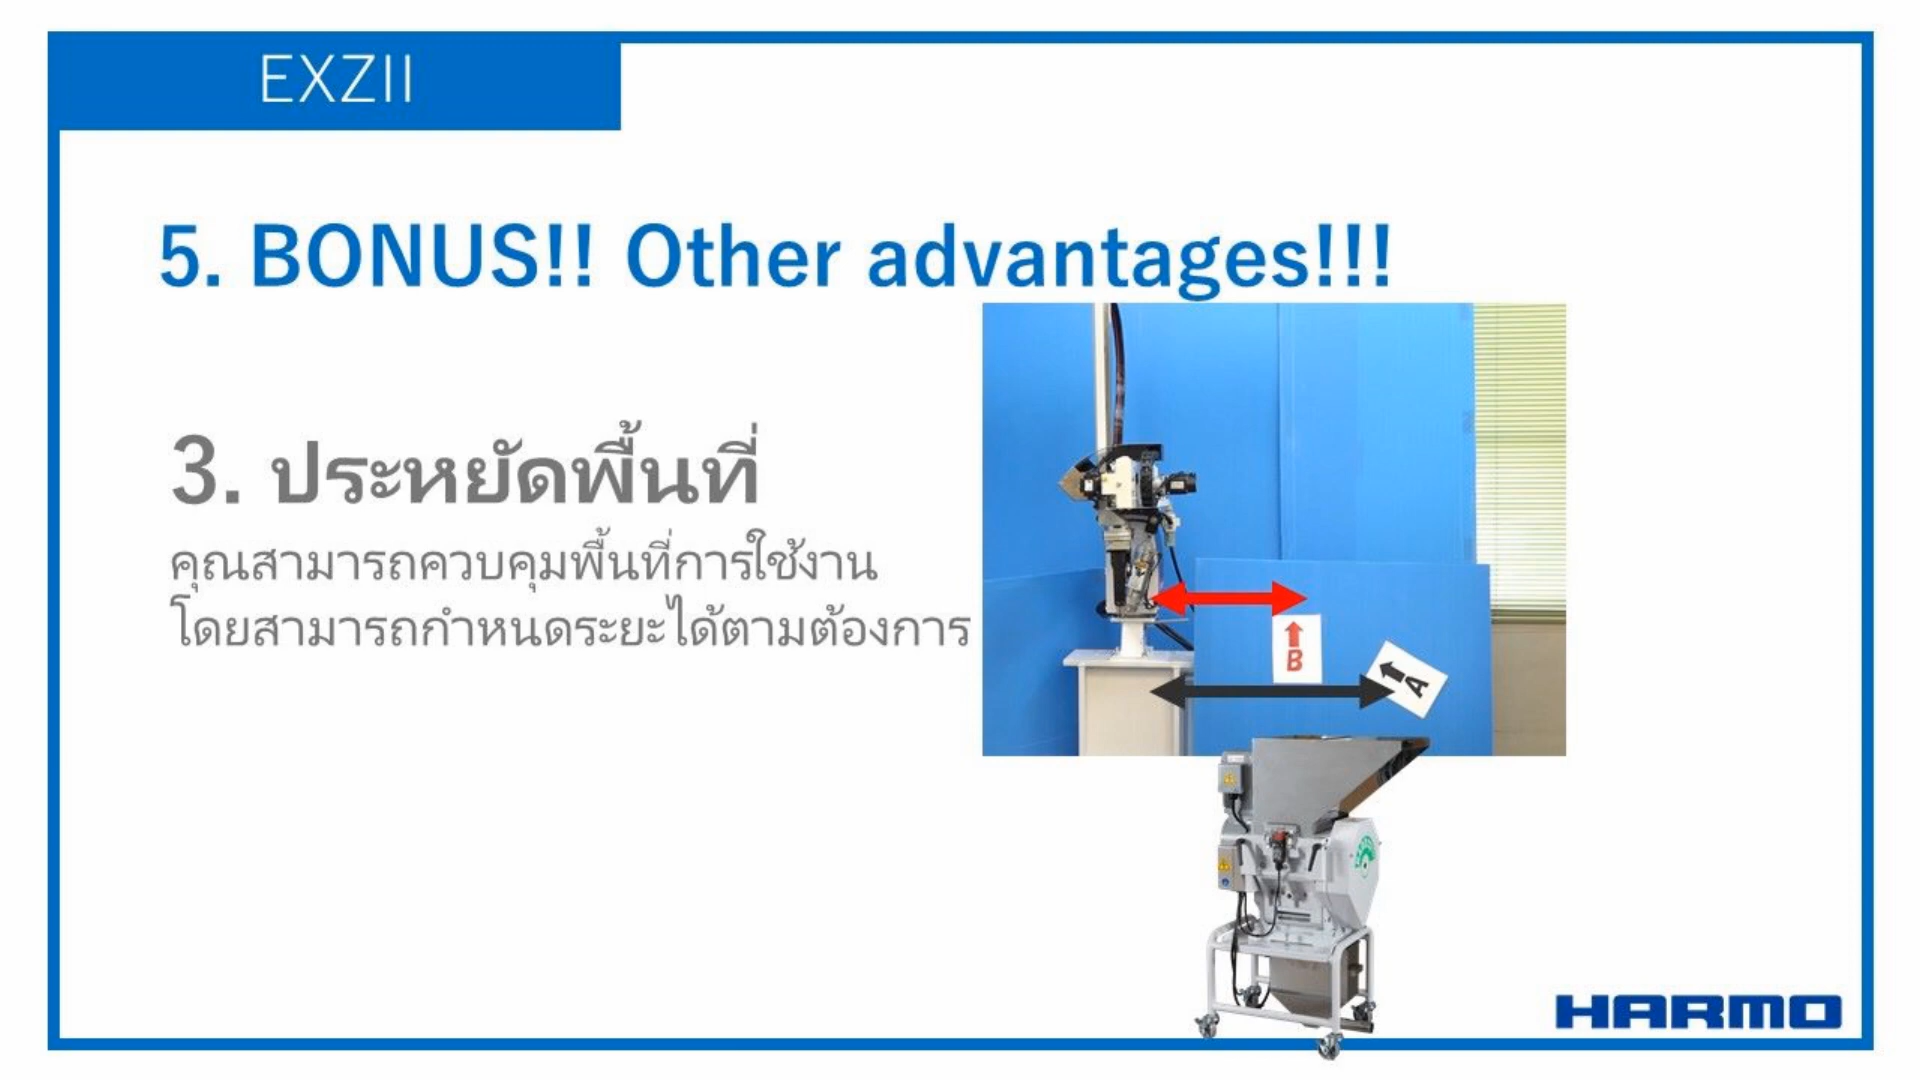 EXZII
5. BONUS!! Other advantages!!!
3. ประหยัดพื้นที่
คุณสามารถควบคุมพื้นที่การใช้งาน
โดยสามารถกำหนดระยะได้ตามต้องการ
B
A
HARMO